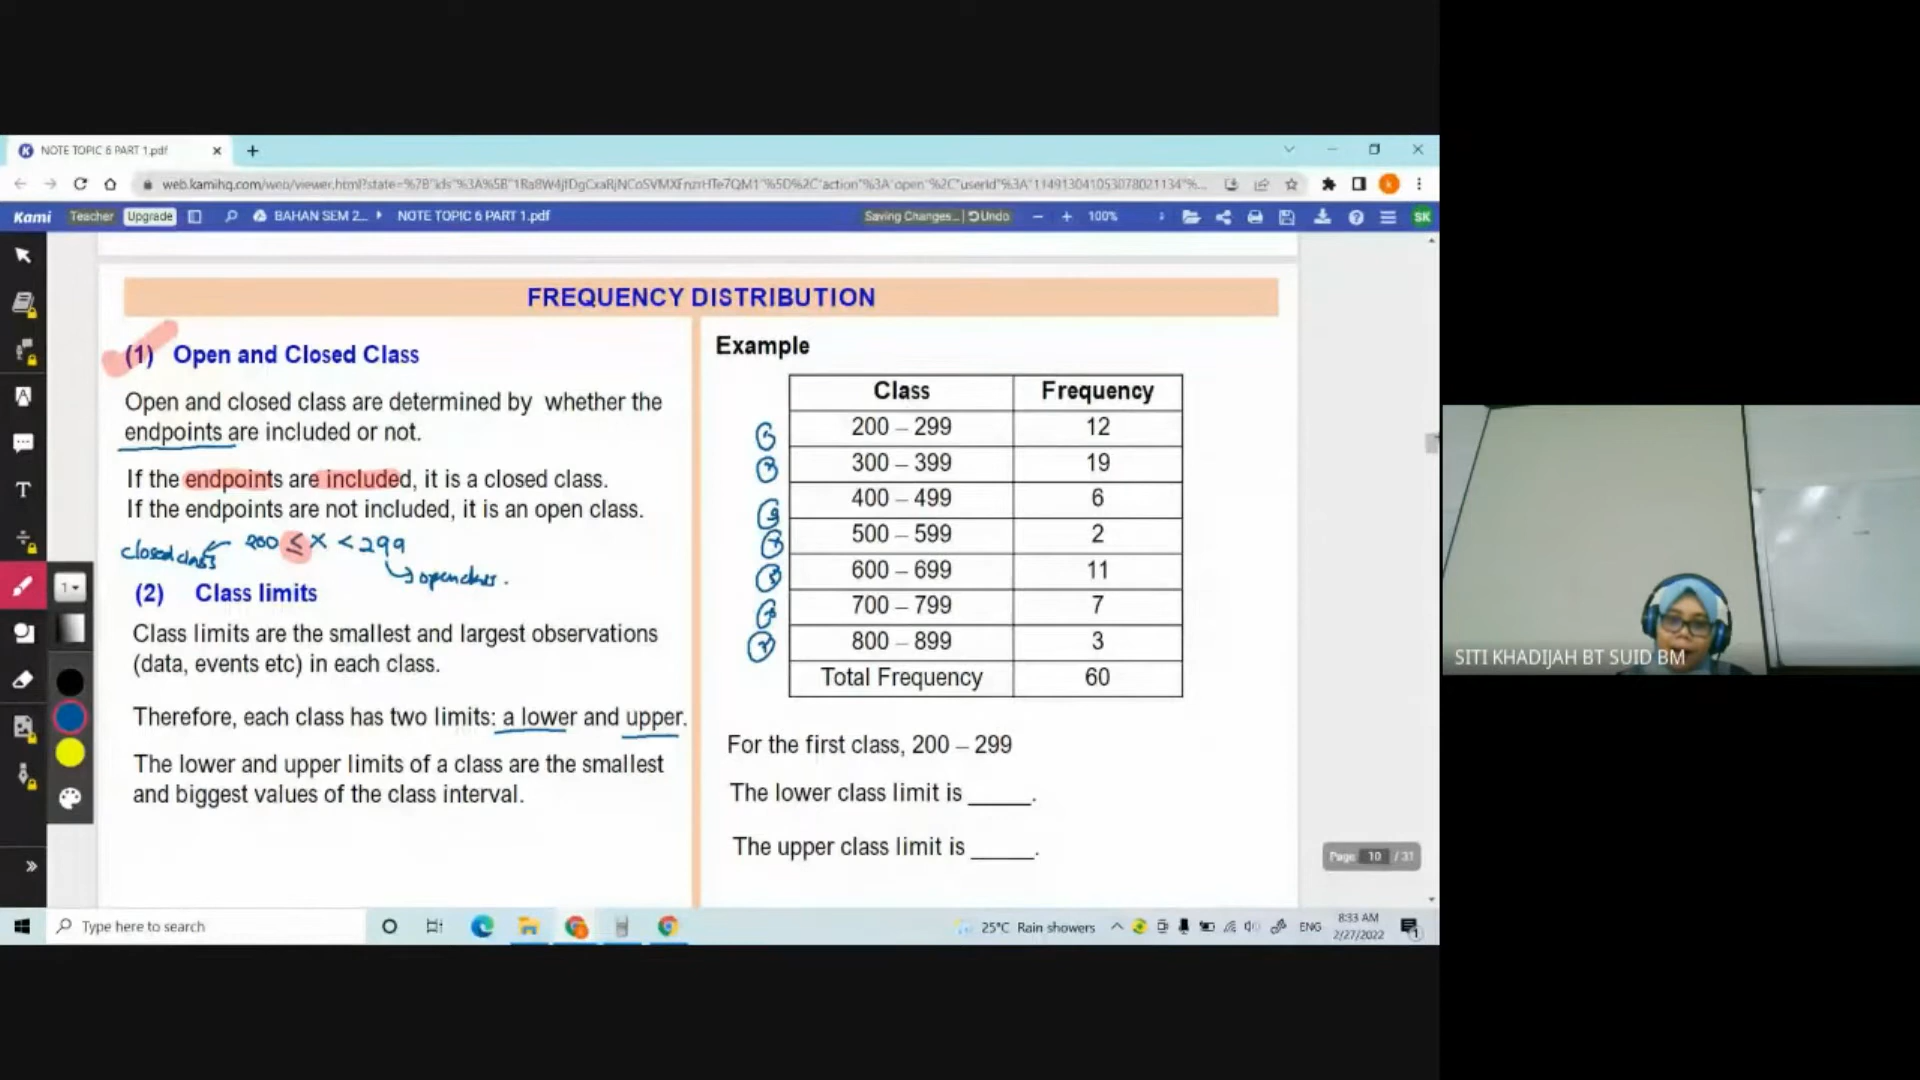 NOTE TOPIC 6 PART 1.pdf
Kami
Teacher
Upgrade
BAHAN SEM 2...
NOTE TOPIC 6 PART 1.pdf
Saving Changes...
Undo
100%
SK
FREQUENCY DISTRIBUTION
(1) Open and Closed Class
Open and closed class are determined by whether the
endpoints are included or not.
If the endpoints are included, it is a closed class.
If the endpoints are not included, it is an open class.
closed class
200 ≤ x < 299
open class.
(2) Class limits
Class limits are the smallest and largest observations
(data, events etc) in each class.
Therefore, each class has two limits: a lower and upper.
The lower and upper limits of a class are the smallest
and biggest values of the class interval.
Example
Class Frequency
200 – 299 12
300 – 399 19
400 – 499 6
500 – 599 2
600 – 699 11
700 – 799 7
800 – 899 3
Total Frequency 60
For the first class, 200 – 299
The lower class limit is _____.
The upper class limit is _____.
Page 10 / 31
SITI KHADIJAH BT SUID BM
Type here to search
25°C Rain showers
ENG
8:33 AM
2/27/2022